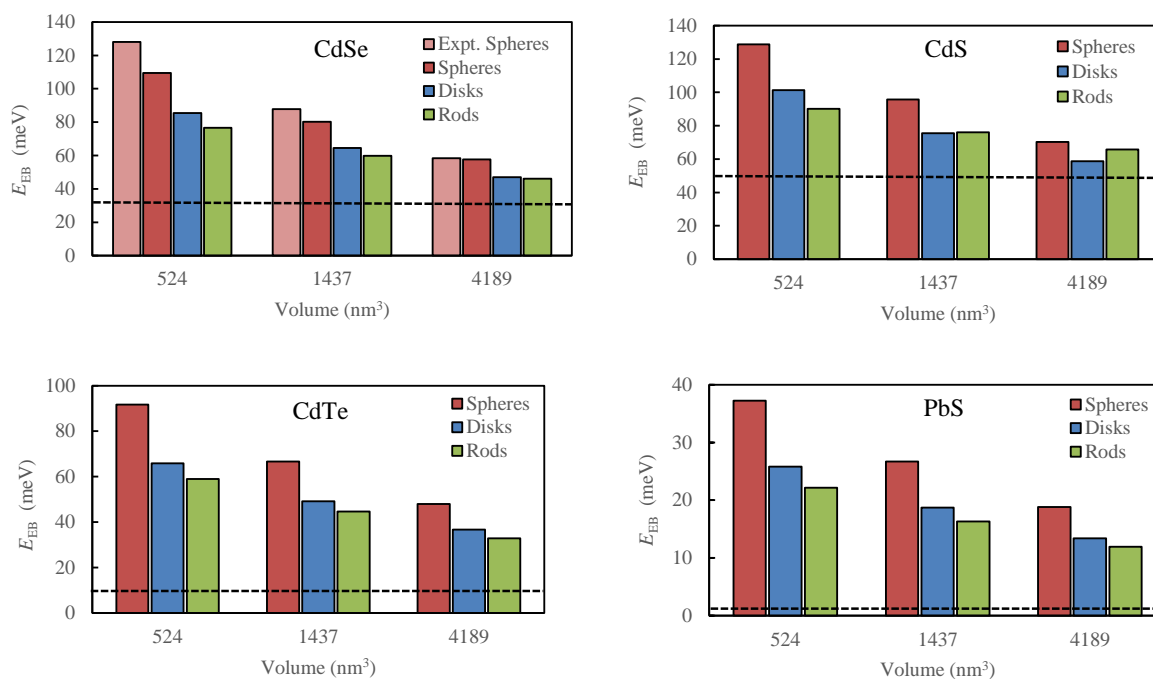 CdSe
Expt. Spheres
Spheres
Disks
Rods
140
120
100
80
60
40
20
0
E_EB (meV)
524 1437 4189
Volume (nm³)
CdS
Spheres
Disks
Rods
140
120
100
80
60
40
20
0
E_EB (meV)
524 1437 4189
Volume (nm³)
CdTe
Spheres
Disks
Rods
100
80
60
40
20
0
E_EB (meV)
524 1437 4189
Volume (nm³)
PbS
Spheres
Disks
Rods
40
30
20
10
0
E_EB (meV)
524 1437 4189
Volume (nm³)